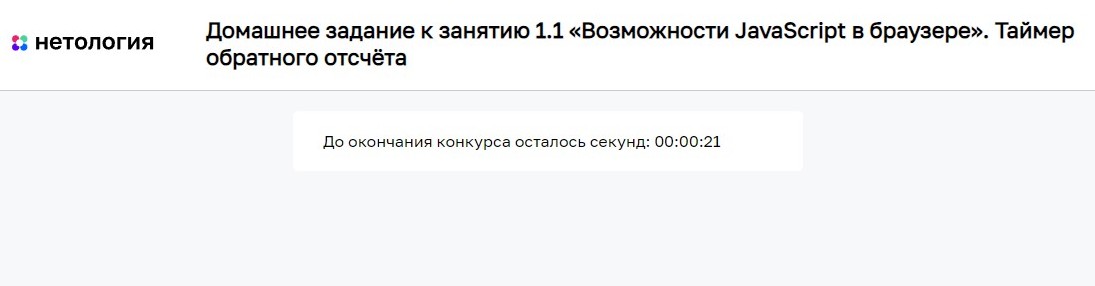 нетология
Домашнее задание к занятию 1.1 «Возможности JavaScript в браузере». Таймер
обратного отсчёта
До окончания конкурса осталось секунд: 00:00:21